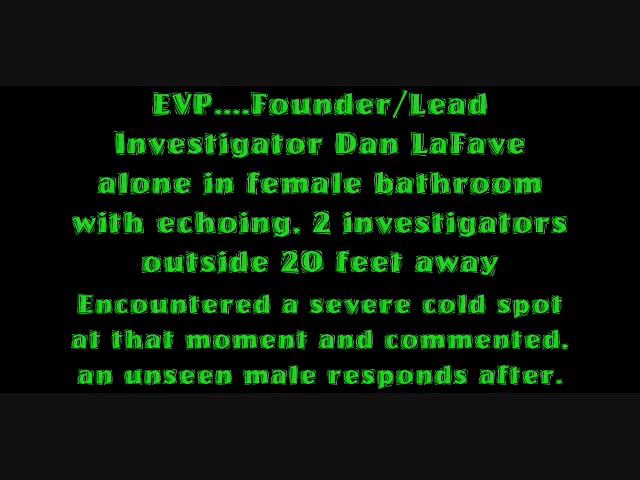 EVP....Founder/Lead
Investigator Dan LaFave
alone in female bathroom
with echoing. 2 investigators
outside 20 feet away
Encountered a severe cold spot
at that moment and commented.
an unseen male responds after.